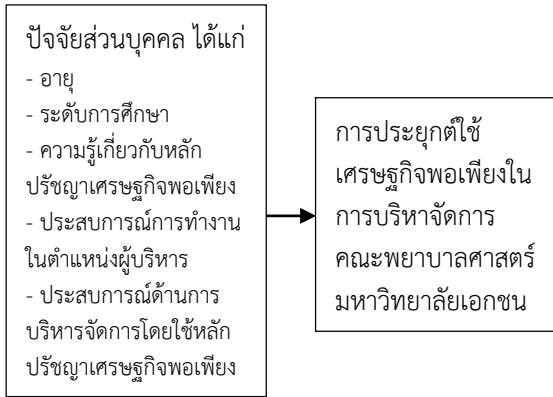 ปัจจัยส่วนบุคคล ได้แก่
- อายุ
- ระดับการศึกษา
- ความรู้เกี่ยวกับหลัก
ปรัชญาเศรษฐกิจพอเพียง
- ประสบการณ์การทำงาน
ในตำแหน่งผู้บริหาร
- ประสบการณ์ด้านการ
บริหารจัดการโดยใช้หลัก
ปรัชญาเศรษฐกิจพอเพียง
การประยุกต์ใช้
เศรษฐกิจพอเพียงใน
การบริหาจัดการ
คณะพยาบาลศาสตร์
มหาวิทยาลัยเอกชน